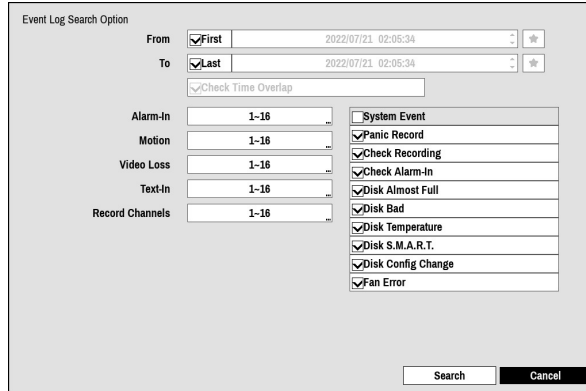 Event Log Search Option
From First 2022/07/21 02:05:34
To Last 2022/07/21 02:05:34
Check Time Overlap
Alarm-In 1~16 ... System Event
Panic Record
Motion 1~16 ... Check Recording
Check Alarm-In
Video Loss 1~16 ... Disk Almost Full
Text-In 1~16 ... Disk Bad
Disk Temperature
Record Channels 1~16 ... Disk S.M.A.R.T.
Disk Config Change
Fan Error
Search Cancel